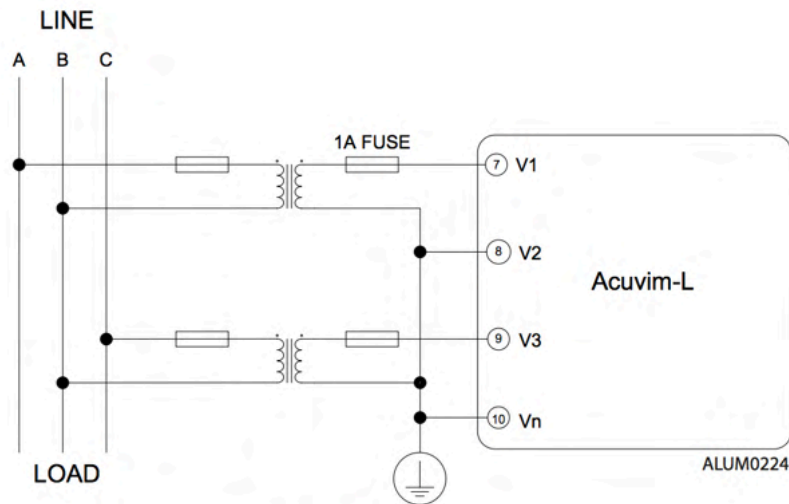 LINE
A B C
1A FUSE
7 V1
8 V2
Acuvim-L
9 V3
10 Vn
ALUM0224
LOAD